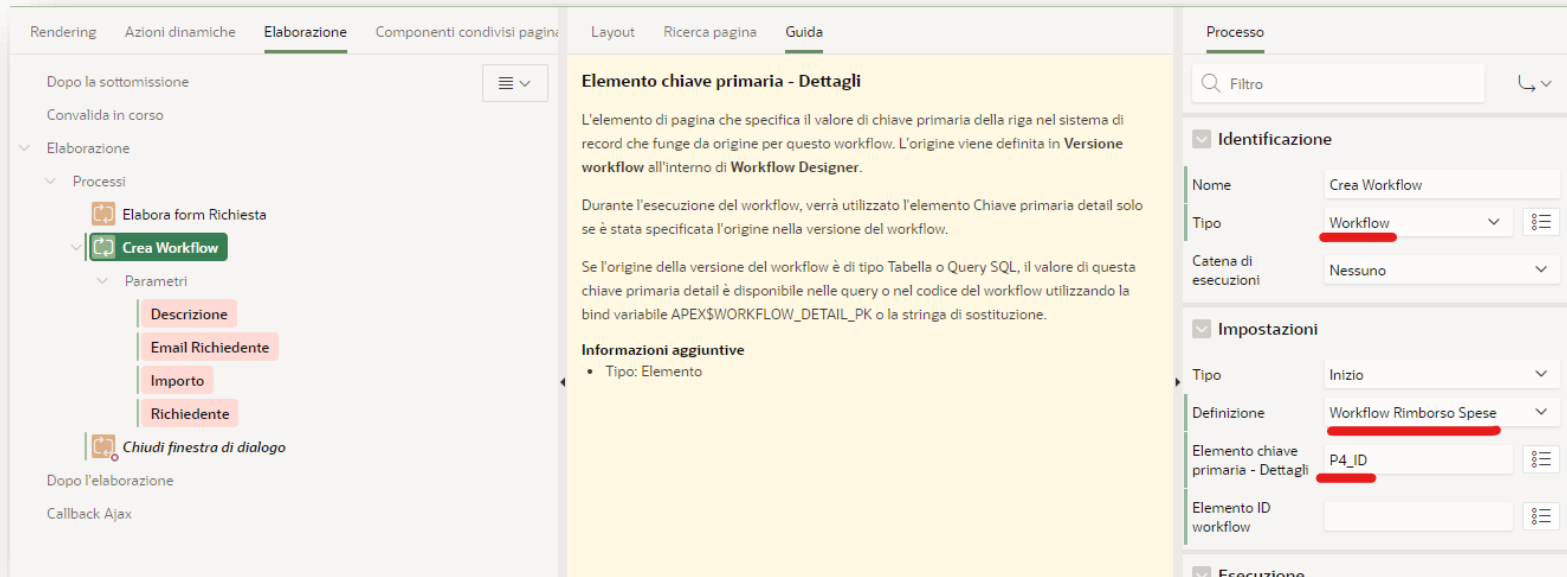 Rendering
Azioni dinamiche
Elaborazione
Componenti condivisi pagina
Dopo la sottomissione
Convalida in corso
Elaborazione
Processi
Elabora form Richiesta
Crea Workflow
Parametri
Descrizione
Email Richiedente
Importo
Richiedente
Chiudi finestra di dialogo
Dopo l'elaborazione
Callback Ajax
Layout
Ricerca pagina
Guida
Elemento chiave primaria - Dettagli
L'elemento di pagina che specifica il valore di chiave primaria della riga nel sistema di
record che funge da origine per questo workflow. L'origine viene definita in Versione
workflow all'interno di Workflow Designer.
Durante l'esecuzione del workflow, verrà utilizzato l'elemento Chiave primaria detail solo
se è stata specificata l'origine nella versione del workflow.
Se l'origine della versione del workflow è di tipo Tabella o Query SQL, il valore di questa
chiave primaria detail è disponibile nelle query o nel codice del workflow utilizzando la
bind variabile APEX$WORKFLOW_DETAIL_PK o la stringa di sostituzione.
Informazioni aggiuntive
• Tipo: Elemento
Processo
Filtro
Identificazione
Nome
Crea Workflow
Tipo
Workflow
Catena di
esecuzioni
Nessuno
Impostazioni
Tipo
Inizio
Definizione
Workflow Rimborso Spese
Elemento chiave
primaria - Dettagli
P4_ID
Elemento ID
workflow
Esecuzione